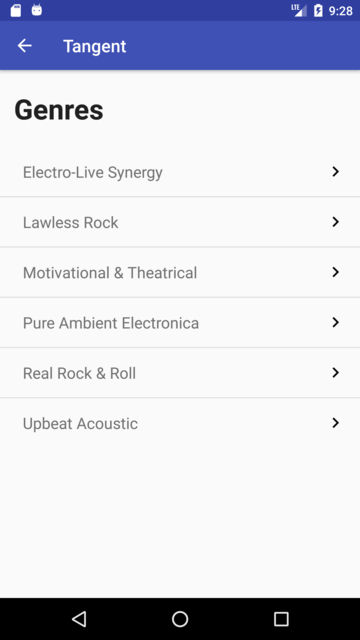 LTE 9:28
Tangent
Genres
Electro-Live Synergy
Lawless Rock
Motivational & Theatrical
Pure Ambient Electronica
Real Rock & Roll
Upbeat Acoustic